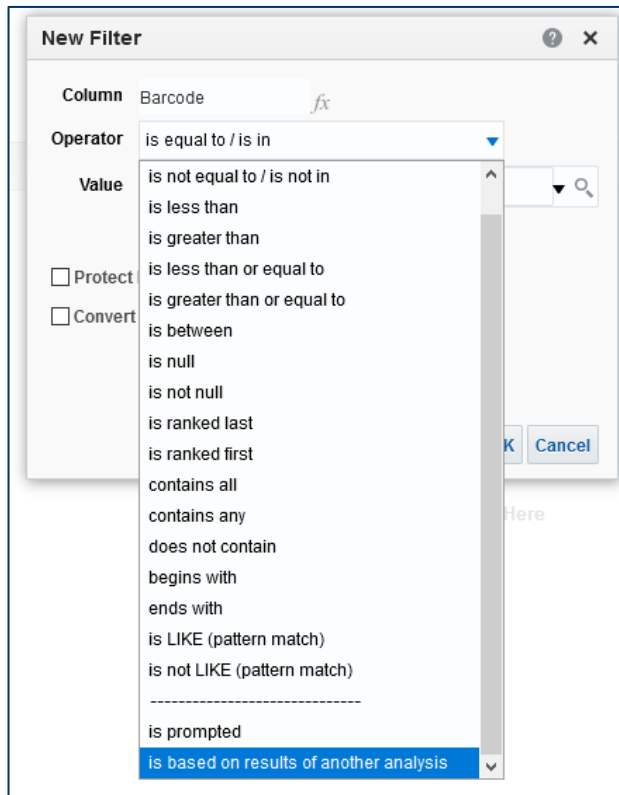 New Filter
Column Barcode fx
Operator is equal to / is in
Value
is not equal to / is not in
is less than
is greater than
is less than or equal to
is greater than or equal to
is between
is null
is not null
is ranked last
is ranked first
contains all
contains any
does not contain
begins with
ends with
is LIKE (pattern match)
is not LIKE (pattern match)
------------------------------
is prompted
is based on results of another analysis
Protect
Convert
K Cancel
Here